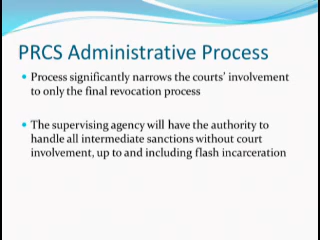 PRCS Administrative Process
Process significantly narrows the courts' involvement
to only the final revocation process
The supervising agency will have the authority to
handle all intermediate sanctions without court
involvement, up to and including flash incarceration